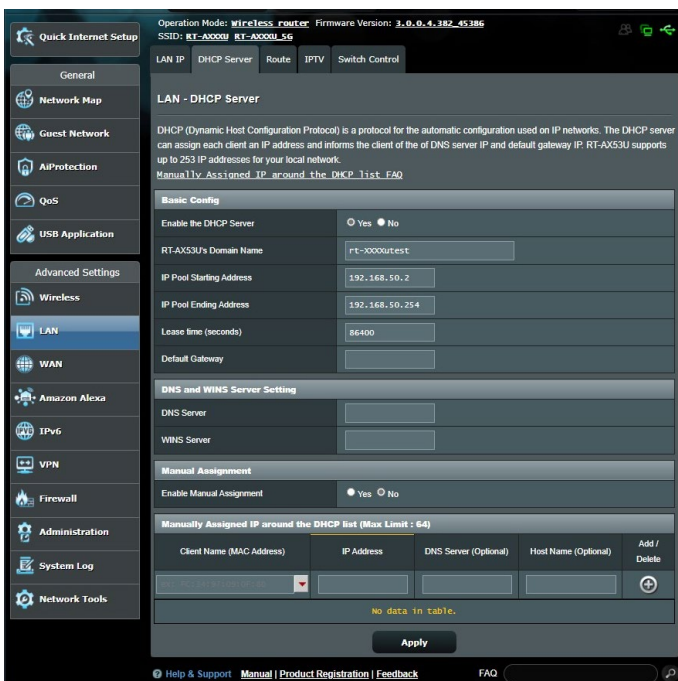 Quick Internet Setup
General
Network Map
Guest Network
AiProtection
QoS
USB Application
Advanced Settings
Wireless
LAN
WAN
Amazon Alexa
IPv6
VPN
Firewall
Administration
System Log
Network Tools
Operation Mode: Wireless router Firmware Version: 3.0.0.4.382_45386
SSID: RT-AXXXU RT-AXXXU_5G
LAN IP DHCP Server Route IPTV Switch Control
LAN - DHCP Server
DHCP (Dynamic Host Configuration Protocol) is a protocol for the automatic configuration used on IP networks. The DHCP server
can assign each client an IP address and informs the client of the of DNS server IP and default gateway IP. RT-AX53U supports
up to 253 IP addresses for your local network.
Manually Assigned IP around the DHCP list FAQ
Basic Config
Enable the DHCP Server Yes No
RT-AX53U's Domain Name rt-XXXXutest
IP Pool Starting Address 192.168.50.2
IP Pool Ending Address 192.168.50.254
Lease time (seconds) 86400
Default Gateway
DNS and WINS Server Setting
DNS Server
WINS Server
Manual Assignment
Enable Manual Assignment Yes No
Manually Assigned IP around the DHCP list (Max Limit : 64)
Client Name (MAC Address) IP Address DNS Server (Optional) Host Name (Optional) Add / Delete
No data in table.
Apply
Help & Support Manual | Product Registration | Feedback FAQ